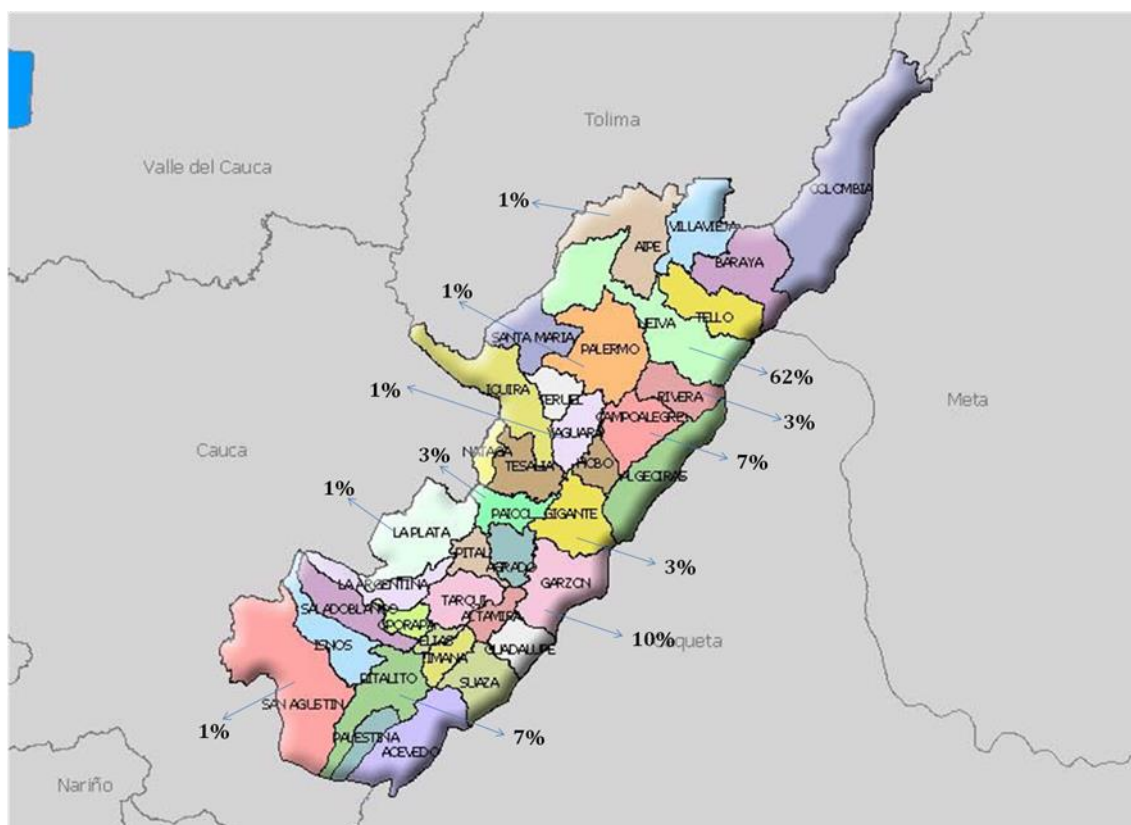 Tolima
Valle del Cauca
COLOMBIA
1%
VILLAVIEJA
AIPE
BARAYA
1%
TELLO
NEIVA
SANTA MARIA
PALERMO
62%
IQUIRA
1%
TERUEL
RIVERA
Meta
CAMPOALEGRE
3%
YAGUARA
Cauca
NATAGA
3%
TESALIA
HOBO
7%
ALGECIRAS
1%
PAICOL
GIGANTE
LA PLATA
PITAL
AGRADO
3%
GARZON
LA ARGENTINA
TARQUI
SALADOBLANCO
ALTAMIRA
OPORAPA
10%
ELIAS
ISNOS
GUADALUPE
TIMANA
PITALITO
SUAZA
SAN AGUSTIN
1%
PALESTINA
7%
ACEVEDO
Nariño